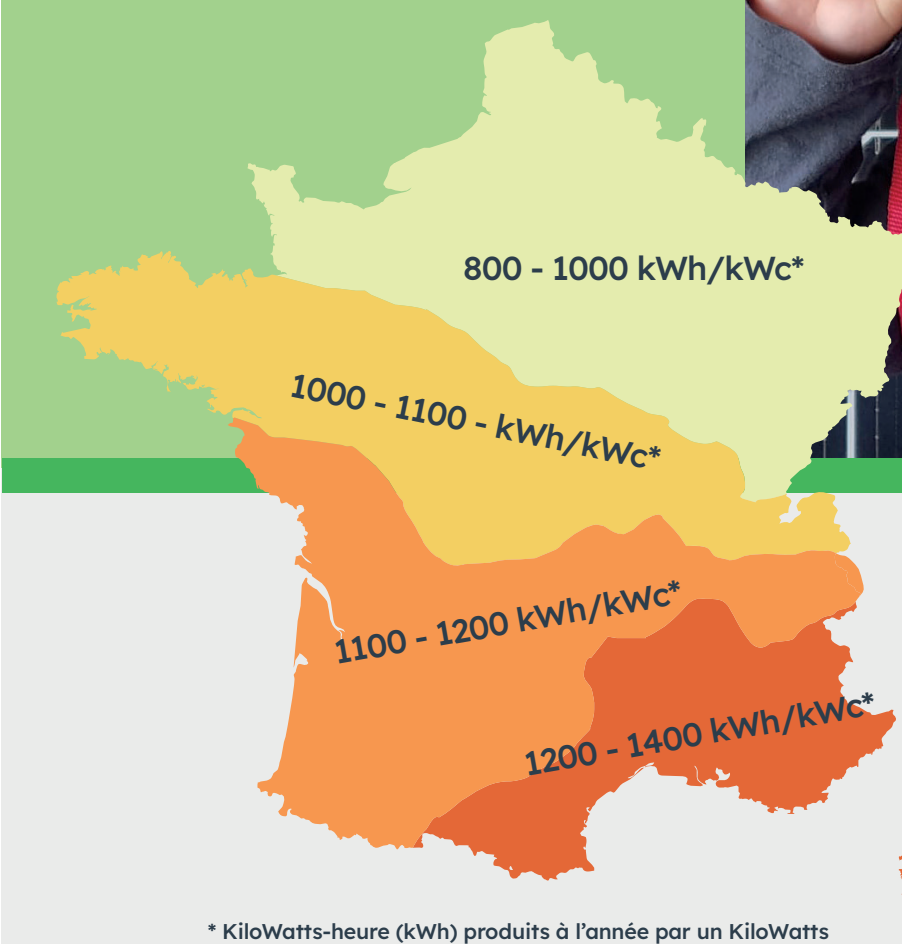 800 - 1000 kWh/kWc*
1000 - 1100 - kWh/kWc*
1100 - 1200 kWh/kWc*
1200 - 1400 kWh/kWc*
* KiloWatts-heure (kWh) produits à l’année par un KiloWatts